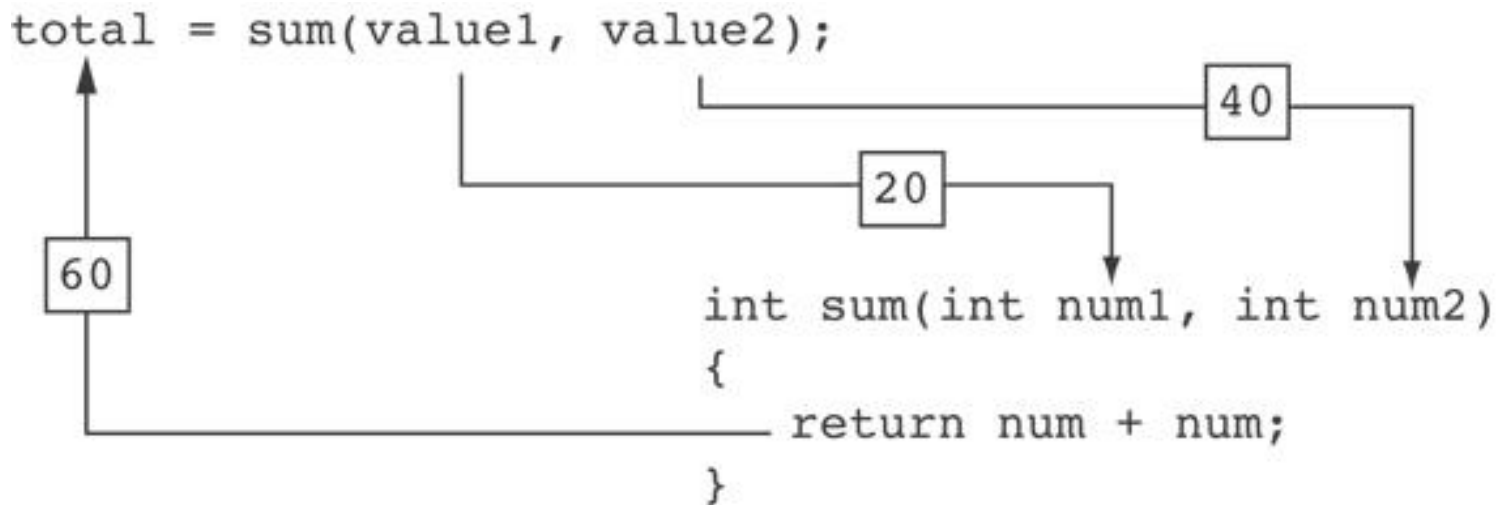 total = sum(value1, value2);
40
20
60
int sum(int num1, int num2)
{
return num + num;
}